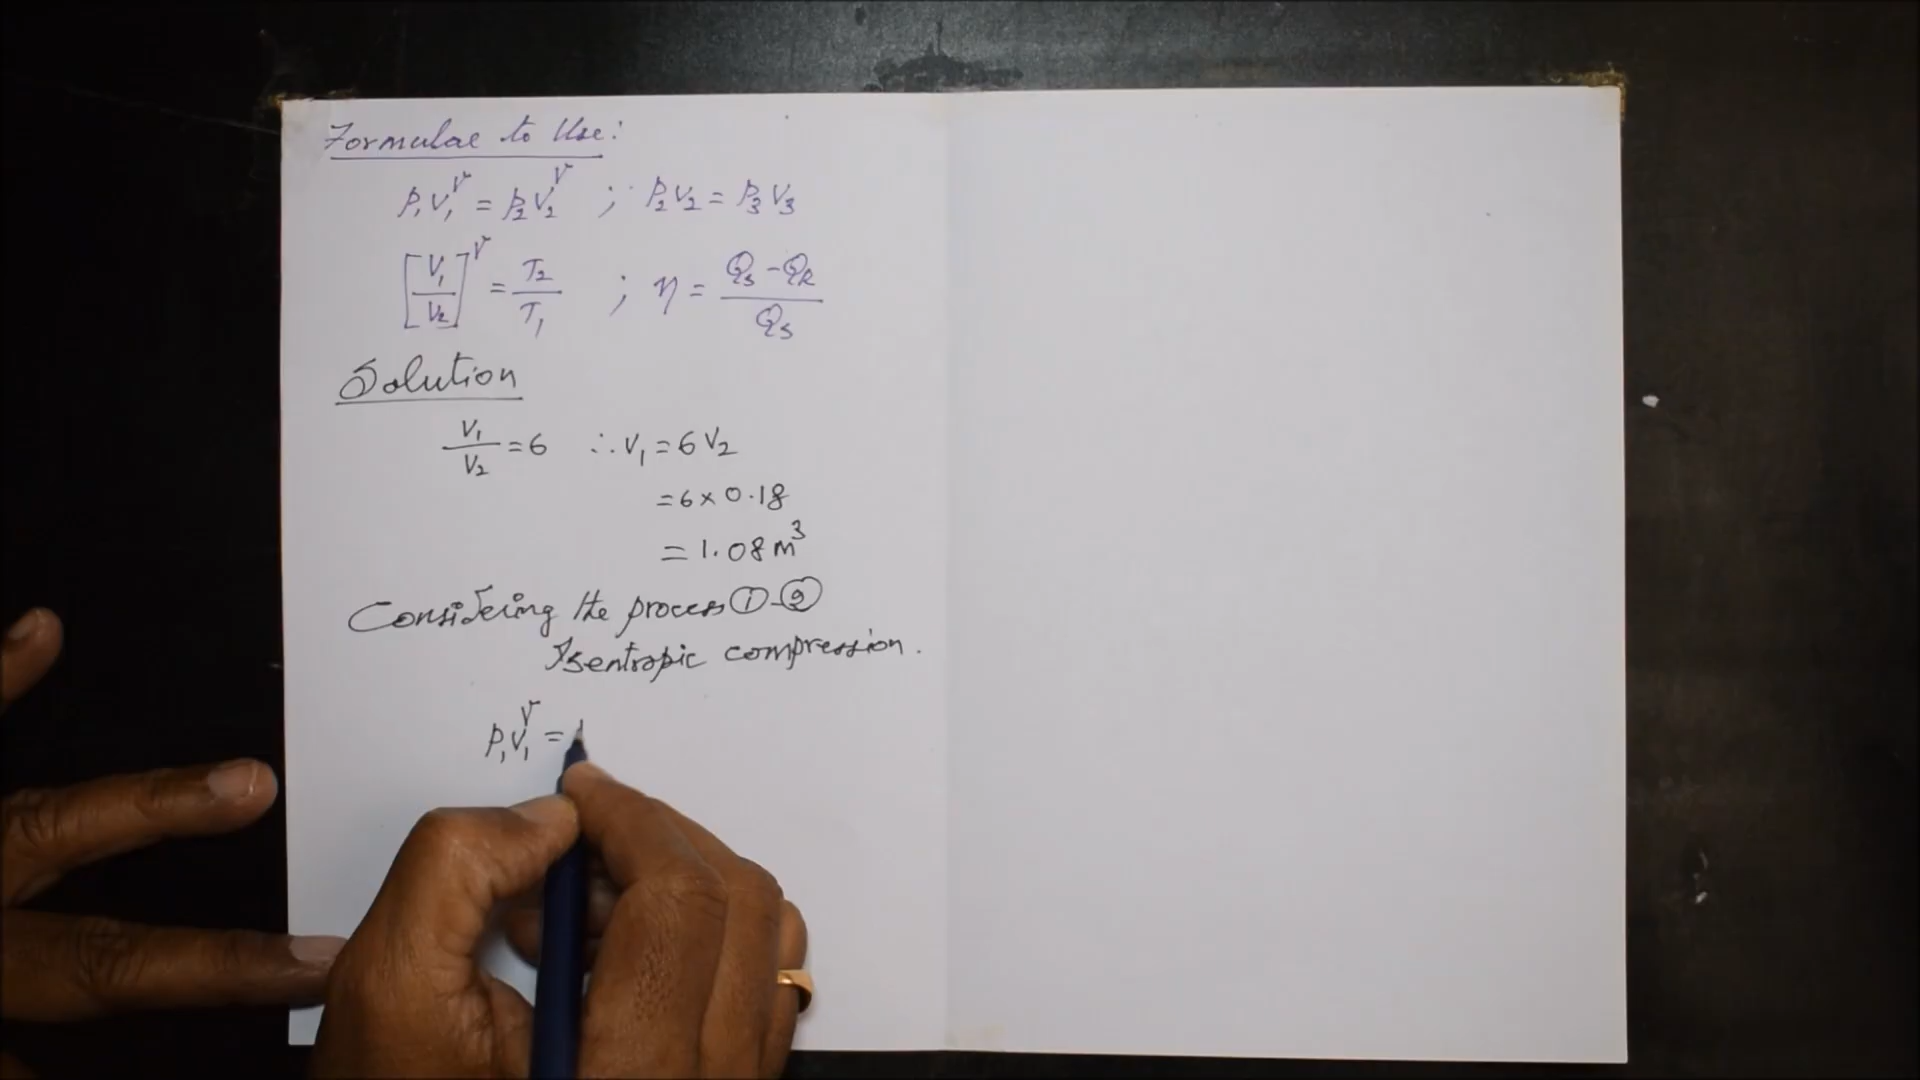 Formulae to Use:
P₁V₁^γ = P₂V₂^γ ; P₂V₂ = P₃V₃
[V₁/V₂]^γ = T₂/T₁ ; η = (Qs - QR)/Qs
Solution
V₁/V₂ = 6 ∴ V₁ = 6V₂
= 6 × 0.18
= 1.08 m³
Considering the process ①-②
Isentropic compression.
P₁V₁^γ =